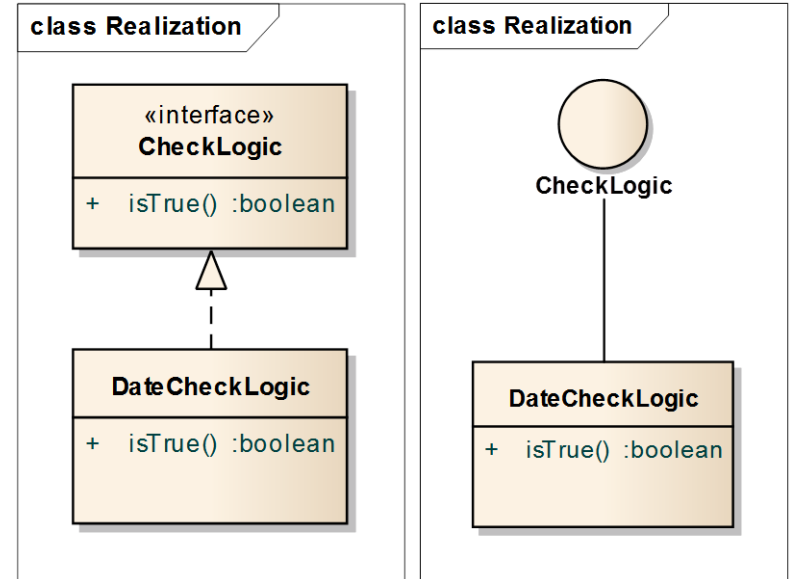 class Realization
«interface»
CheckLogic
+ isTrue() :boolean
DateCheckLogic
+ isTrue() :boolean
class Realization
CheckLogic
DateCheckLogic
+ isTrue() :boolean